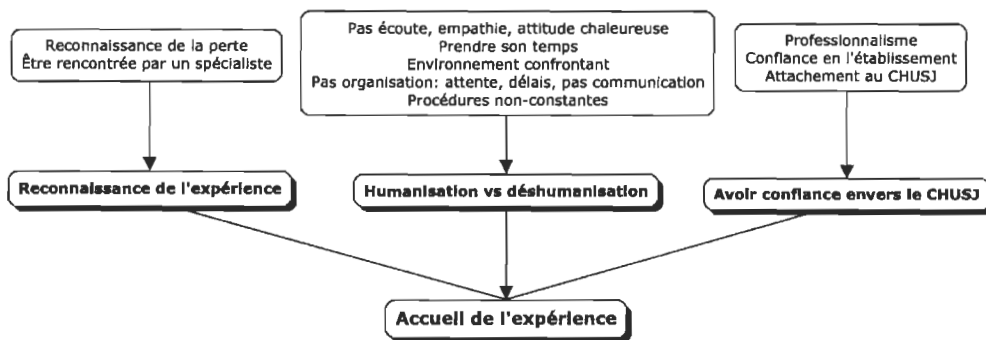 Reconnaissance de la perte
Être rencontrée par un spécialiste
Pas écoute, empathie, attitude chaleureuse
Prendre son temps
Environnement confrontant
Pas organisation: attente, délais, pas communication
Procédures non-constantes
Professionnalisme
Confiance en l'établissement
Attachement au CHUSJ
Reconnaissance de l'expérience
Humanisation vs déshumanisation
Avoir confiance envers le CHUSJ
Accueil de l'expérience